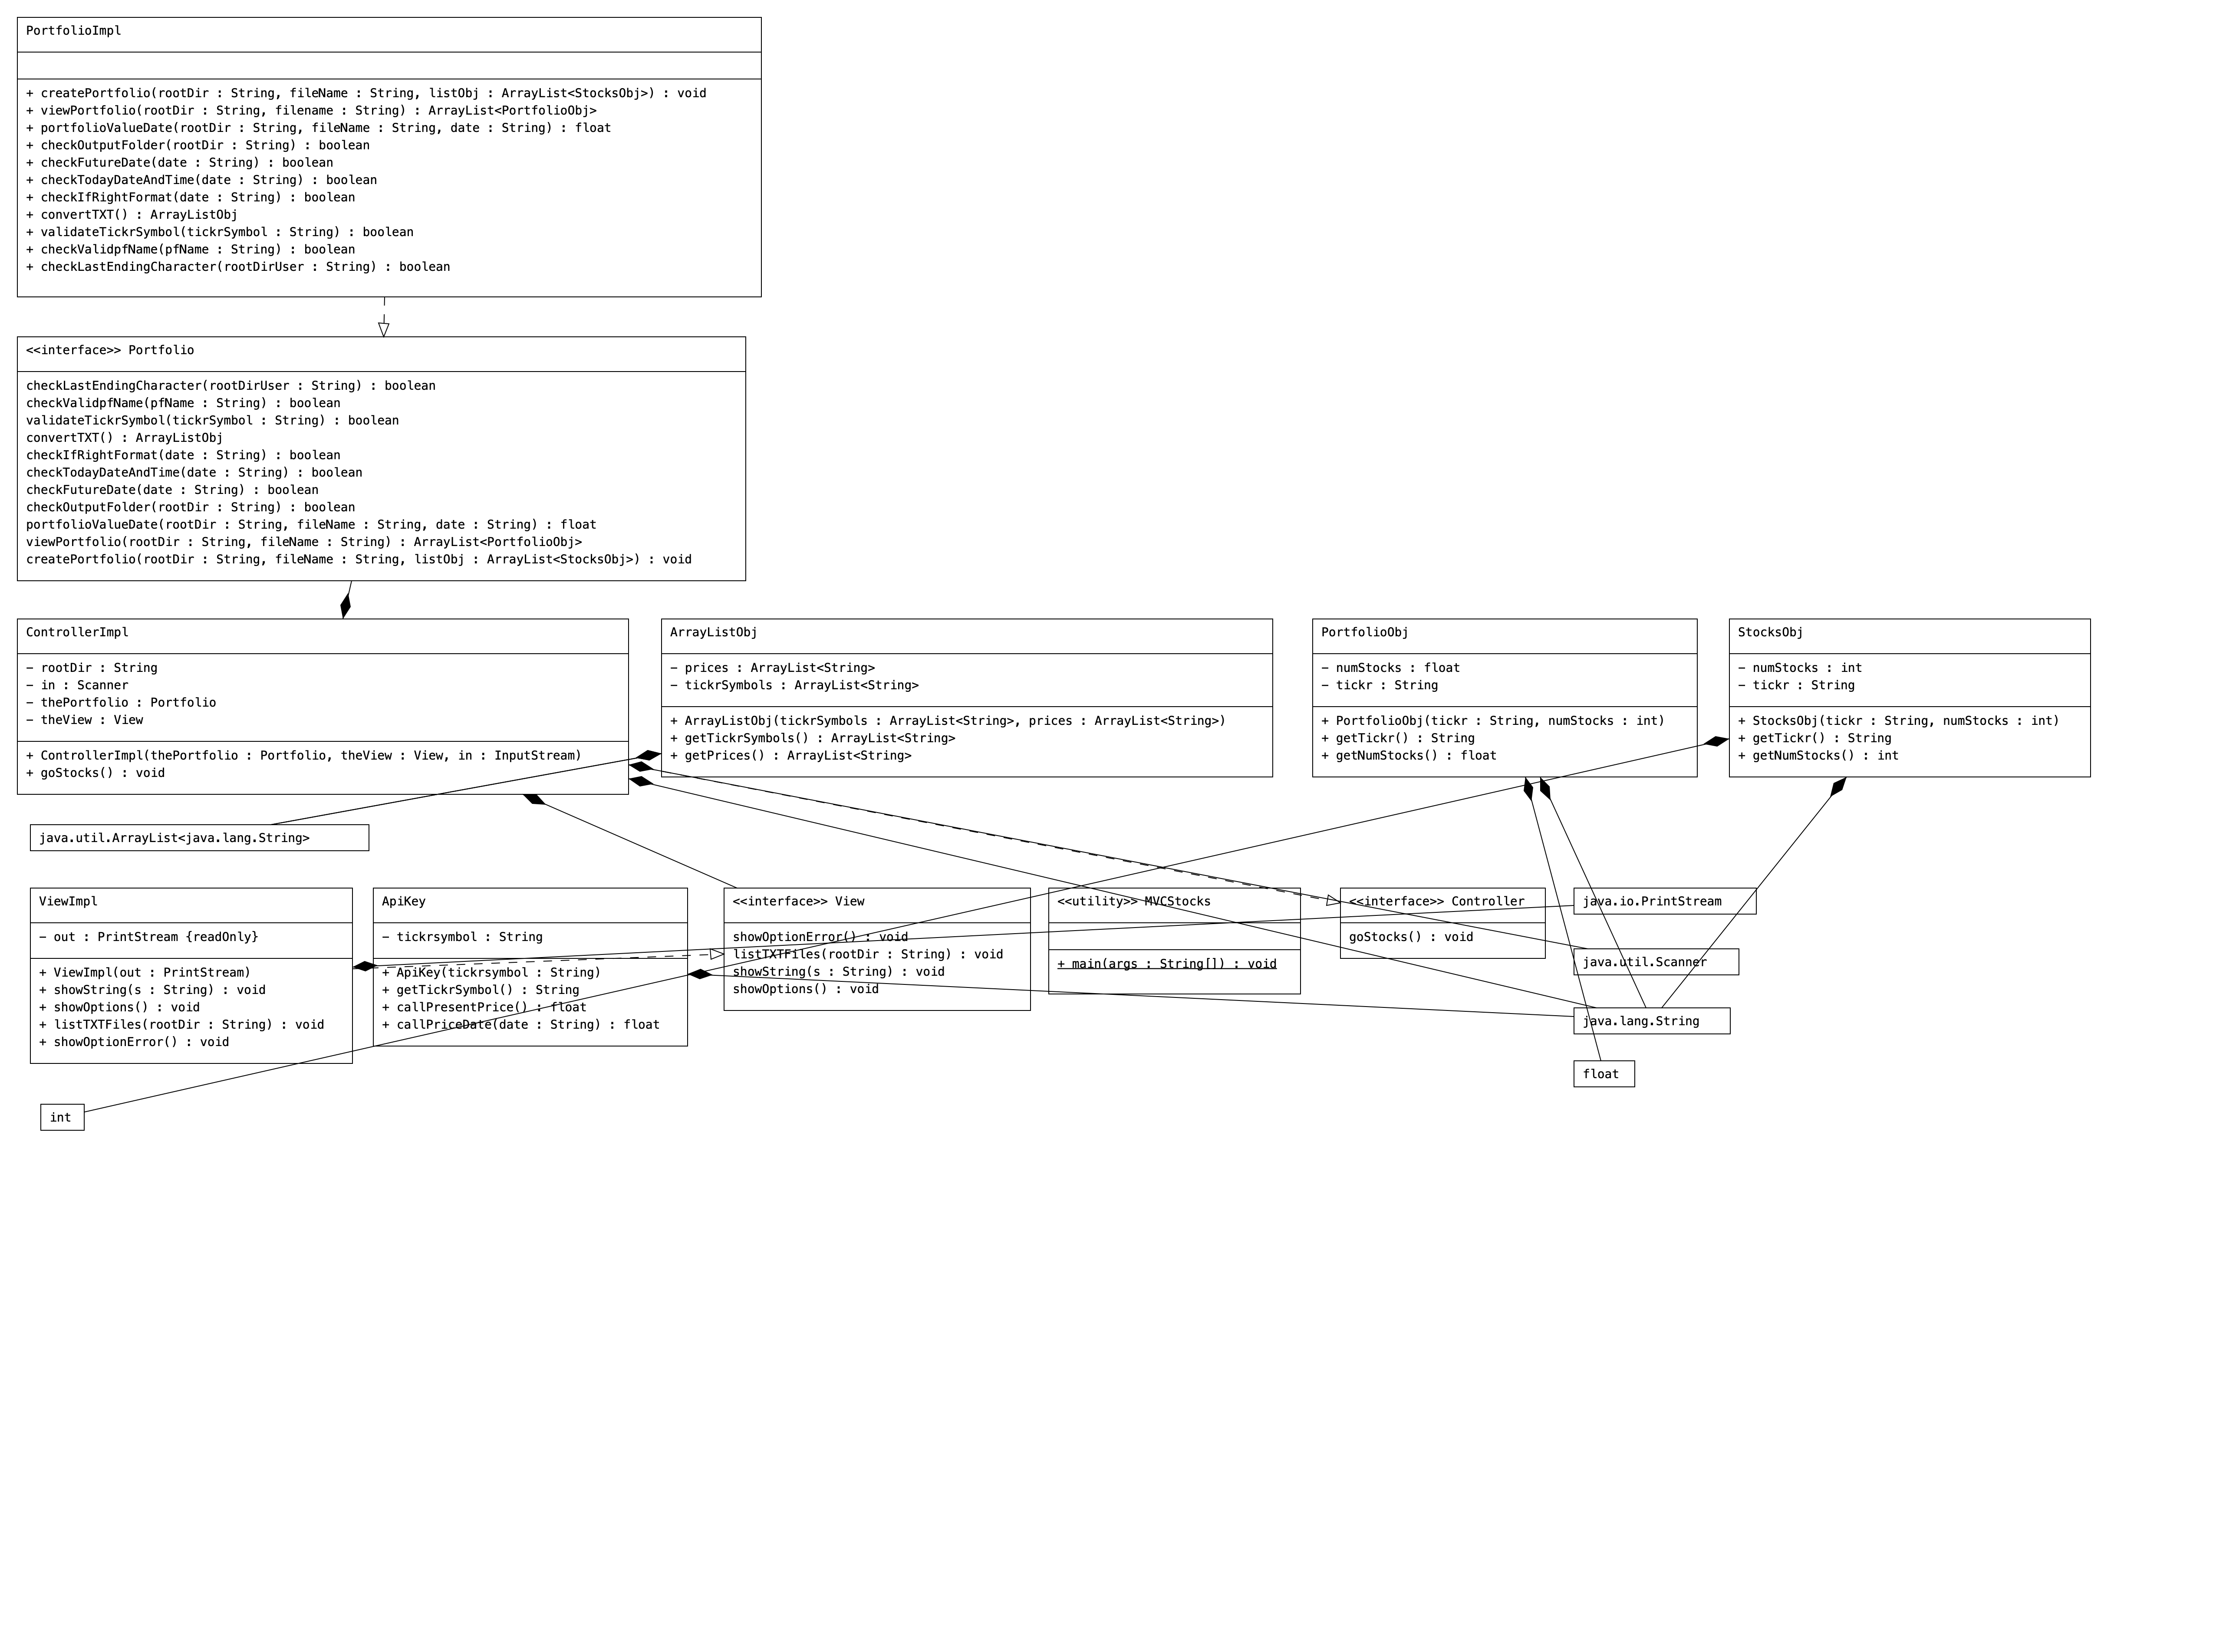 PortfolioImpl
+ createPortfolio(rootDir : String, fileName : String, listObj : ArrayList<StocksObj>) : void
+ viewPortfolio(rootDir : String, filename : String) : ArrayList<PortfolioObj>
+ portfolioValueDate(rootDir : String, fileName : String, date : String) : float
+ checkOutputFolder(rootDir : String) : boolean
+ checkFutureDate(date : String) : boolean
+ checkTodayDateAndTime(date : String) : boolean
+ checkIfRightFormat(date : String) : boolean
+ convertTXT() : ArrayListObj
+ validateTickrSymbol(tickrSymbol : String) : boolean
+ checkValidpfName(pfName : String) : boolean
+ checkLastEndingCharacter(rootDirUser : String) : boolean
<<interface>> Portfolio
checkLastEndingCharacter(rootDirUser : String) : boolean
checkValidpfName(pfName : String) : boolean
validateTickrSymbol(tickrSymbol : String) : boolean
convertTXT() : ArrayListObj
checkIfRightFormat(date : String) : boolean
checkTodayDateAndTime(date : String) : boolean
checkFutureDate(date : String) : boolean
checkOutputFolder(rootDir : String) : boolean
portfolioValueDate(rootDir : String, fileName : String, date : String) : float
viewPortfolio(rootDir : String, fileName : String) : ArrayList<PortfolioObj>
createPortfolio(rootDir : String, fileName : String, listObj : ArrayList<StocksObj>) : void
ControllerImpl
− rootDir : String
− in : Scanner
− thePortfolio : Portfolio
− theView : View
+ ControllerImpl(thePortfolio : Portfolio, theView : View, in : InputStream)
+ goStocks() : void
ArrayListObj
− prices : ArrayList<String>
− tickrSymbols : ArrayList<String>
+ ArrayListObj(tickrSymbols : ArrayList<String>, prices : ArrayList<String>)
+ getTickrSymbols() : ArrayList<String>
+ getPrices() : ArrayList<String>
PortfolioObj
− numStocks : float
− tickr : String
+ PortfolioObj(tickr : String, numStocks : int)
+ getTickr() : String
+ getNumStocks() : float
StocksObj
− numStocks : int
− tickr : String
+ StocksObj(tickr : String, numStocks : int)
+ getTickr() : String
+ getNumStocks() : int
java.util.ArrayList<java.lang.String>
ViewImpl
− out : PrintStream {readOnly}
+ ViewImpl(out : PrintStream)
+ showString(s : String) : void
+ showOptions() : void
+ listTXTFiles(rootDir : String) : void
+ showOptionError() : void
ApiKey
− tickrsymbol : String
+ ApiKey(tickrsymbol : String)
+ getTickrSymbol() : String
+ callPresentPrice() : float
+ callPriceDate(date : String) : float
<<interface>> View
showOptionError() : void
listTXTFiles(rootDir : String) : void
showString(s : String) : void
showOptions() : void
<<utility>> MVCStocks
+ main(args : String[]) : void
<<interface>> Controller
goStocks() : void
java.io.PrintStream
java.util.Scanner
java.lang.String
float
int